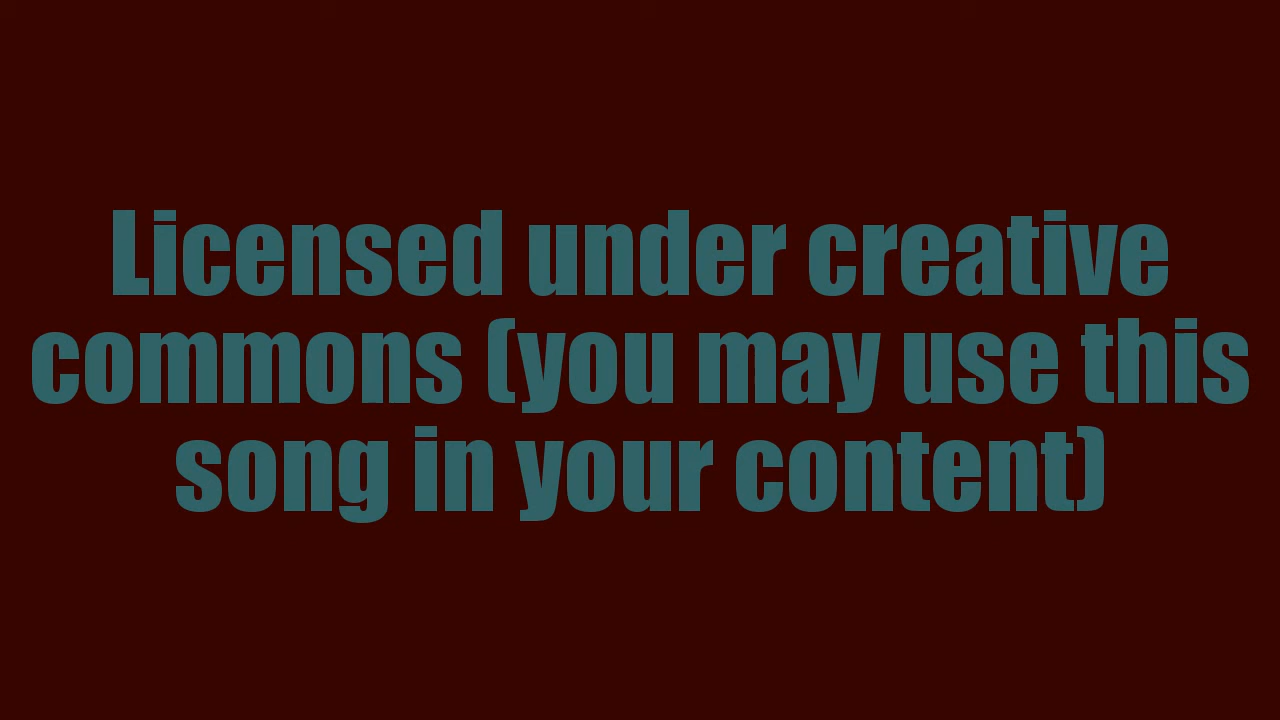 Licensed under creative
commons (you may use this
song in your content)